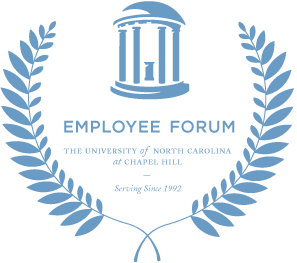 EMPLOYEE FORUM
THE UNIVERSITY of NORTH CAROLINA
at CHAPEL HILL
Serving Since 1992